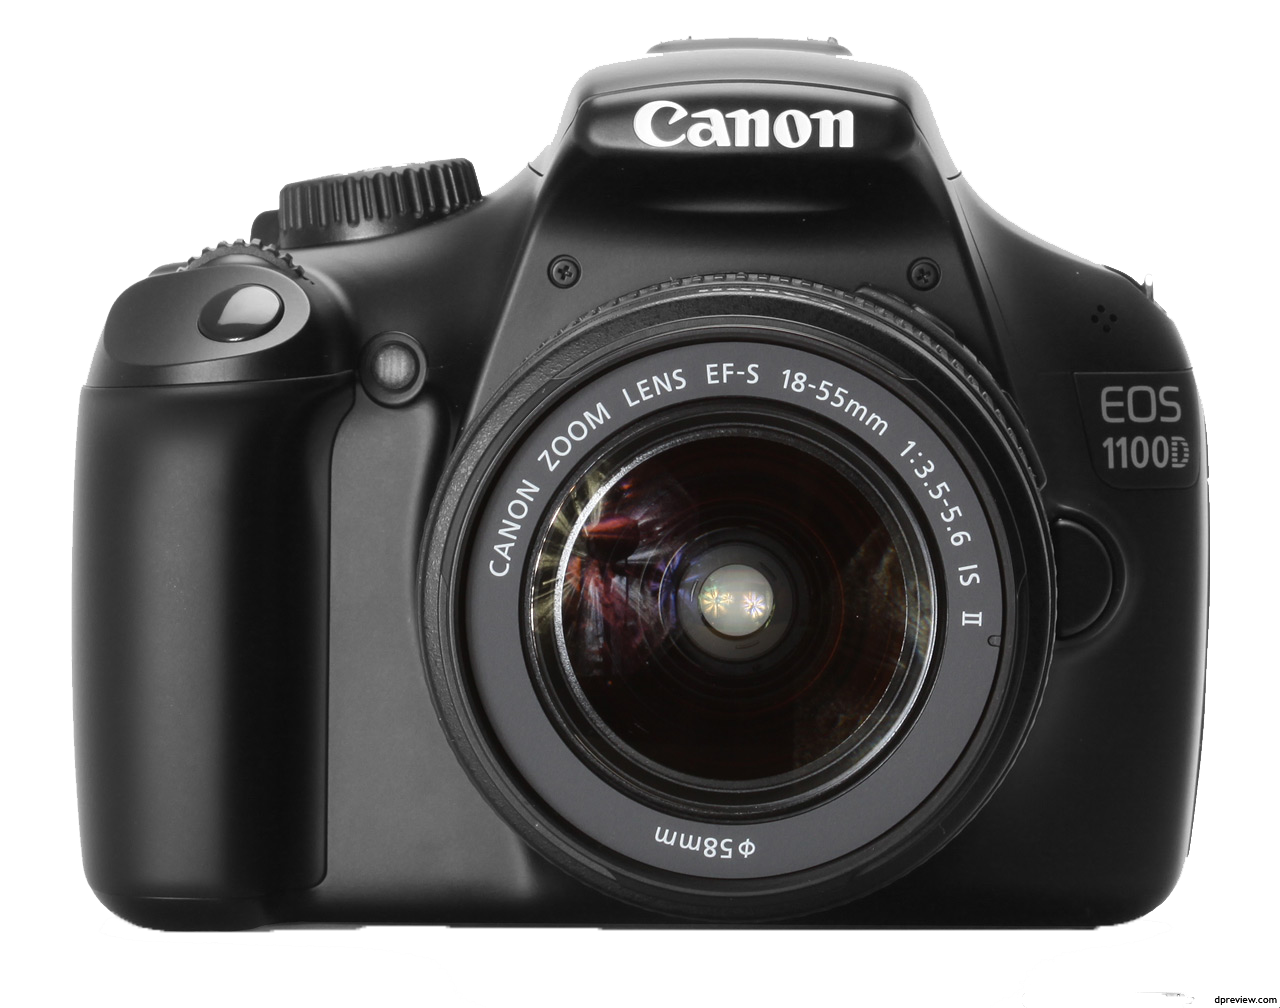 Canon
EOS
1100D
CANON ZOOM LENS EF-S 18-55mm 1:3.5-5.6 IS II
φ58mm
dpreview.com